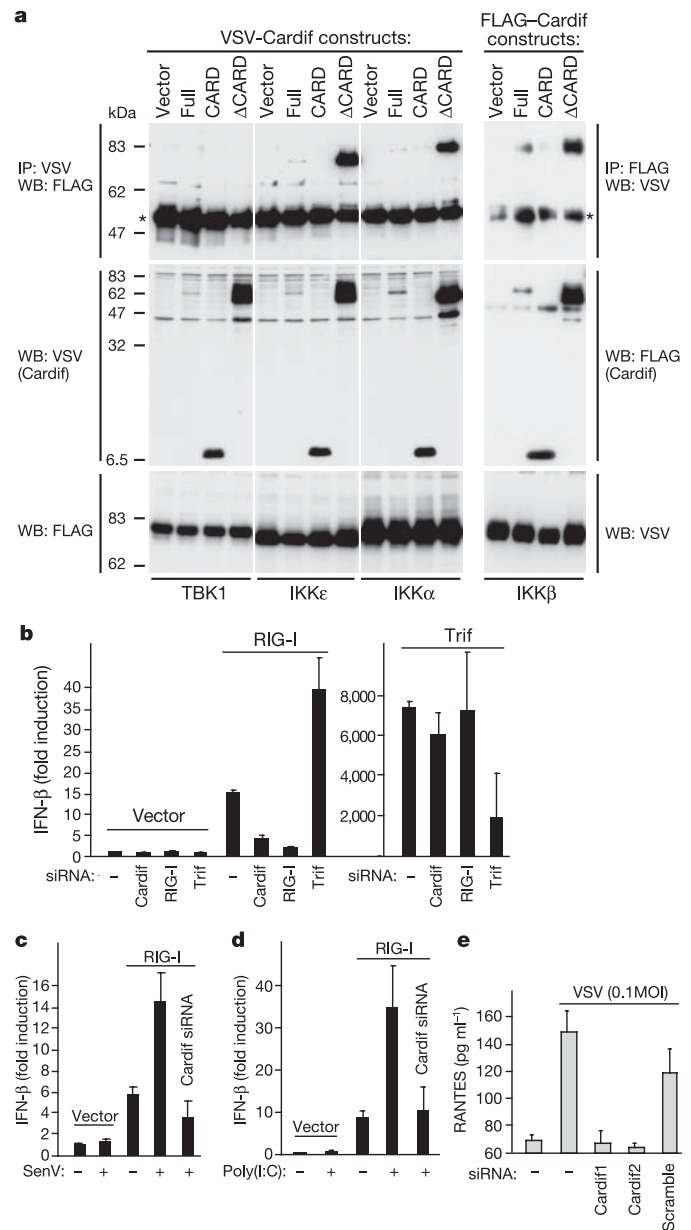 a
VSV-Cardif constructs:
FLAG–Cardif
constructs:
Vector Full CARD ΔCARD Vector Full CARD ΔCARD Vector Full CARD ΔCARD Vector Full CARD ΔCARD
kDa
IP: VSV
WB: FLAG
83
62
*
47
*
IP: FLAG
WB: VSV
WB: VSV
(Cardif)
83
62
47
32
6.5
WB: FLAG
(Cardif)
WB: FLAG
83
62
WB: VSV
TBK1 IKKε IKKα IKKβ
b
IFN-β (fold induction)
40
35
30
25
20
15
10
5
0
Vector
RIG-I
siRNA: – Cardif RIG-I Trif – Cardif RIG-I Trif
Trif
8,000
6,000
4,000
2,000
siRNA: – Cardif RIG-I Trif
c
IFN-β (fold induction)
16
14
12
10
8
6
4
2
0
Vector
RIG-I
Cardif siRNA
SenV: – + – + +
d
IFN-β (fold induction)
40
30
20
10
0
Vector
RIG-I
Cardif siRNA
Poly(I:C) – + – + +
e
RANTES (pg ml⁻¹)
160
140
120
100
80
60
VSV (0.1MOI)
siRNA: – – Cardif1 Cardif2 Scramble